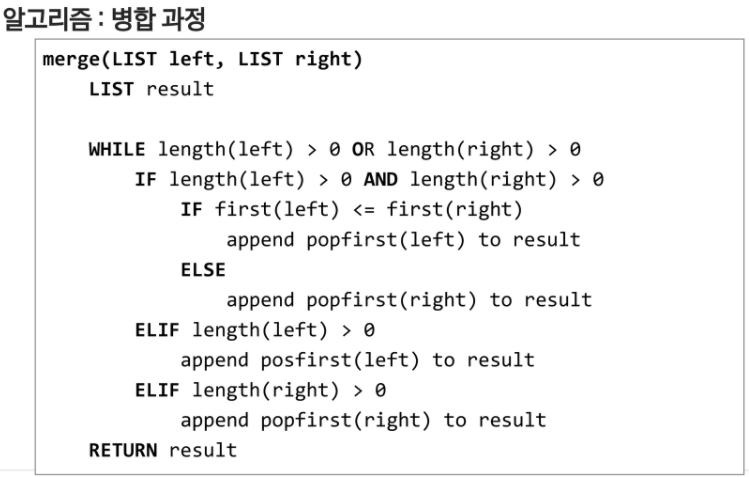 알고리즘 : 병합 과정
merge(LIST left, LIST right)
LIST result
WHILE length(left) > 0 OR length(right) > 0
IF length(left) > 0 AND length(right) > 0
IF first(left) <= first(right)
append popfirst(left) to result
ELSE
append popfirst(right) to result
ELIF length(left) > 0
append posfirst(left) to result
ELIF length(right) > 0
append popfirst(right) to result
RETURN result